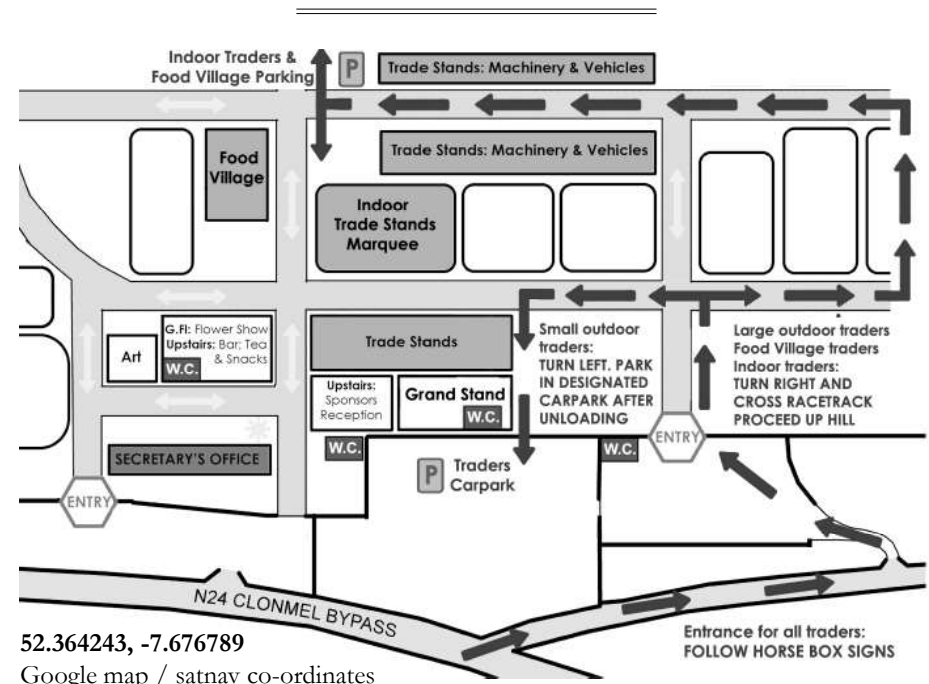 Indoor Traders &
Food Village Parking
P
Trade Stands: Machinery & Vehicles
Trade Stands: Machinery & Vehicles
Food
Village
Indoor
Trade Stands
Marquee
Art
G.Fl: Flower Show
Upstairs: Bar; Tea
& Snacks
W.C.
Trade Stands
Upstairs:
Sponsors
Reception
Grand Stand
W.C.
W.C.
Small outdoor
traders:
TURN LEFT. PARK
IN DESIGNATED
CARPARK AFTER
UNLOADING
Large outdoor traders
Food Village traders
Indoor traders:
TURN RIGHT AND
CROSS RACETRACK
PROCEED UP HILL
W.C.
ENTRY
SECRETARY'S OFFICE
P
Traders
Carpark
ENTRY
N24 CLONMEL BYPASS
Entrance for all traders:
FOLLOW HORSE BOX SIGNS
52.364243, -7.676789
Google map / satnav co-ordinates